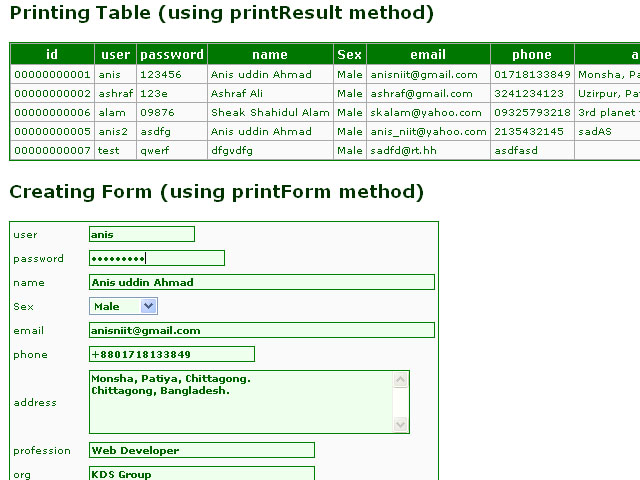 Printing Table (using printResult method)
id user password name Sex email phone
00000000001 anis 123456 Anis uddin Ahmad Male anisniit@gmail.com 01718133849 Monsha, Pa
00000000002 ashraf 123e Ashraf Ali Male ashraf@gmail.com 3241234123 Uzirpur, Pa
00000000006 alam 09876 Sheak Shahidul Alam Male skalam@yahoo.com 09325793218 3rd planet
00000000005 anis2 asdfg Anis uddin Ahmad Male anis_niit@yahoo.com 2135432145 sadAS
00000000007 test qwerf dfgvdfg Male sadfd@rt.hh asdfasd
Creating Form (using printForm method)
user anis
password •••••••••
name Anis uddin Ahmad
Sex Male
email anisniit@gmail.com
phone +8801718133849
address Monsha, Patiya, Chittagong.
Chittagong, Bangladesh.
profession Web Developer
org KDS Group